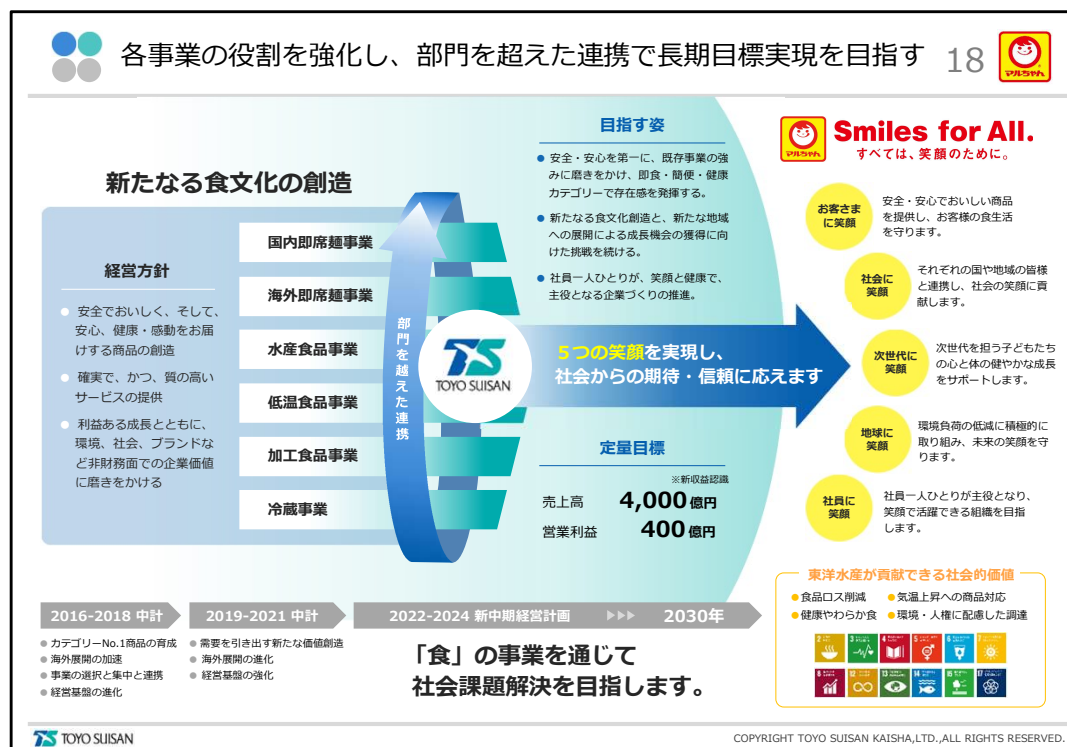 各事業の役割を強化し、部門を超えた連携で長期目標実現を目指す
18
マルちゃん
新たなる食文化の創造
経営方針
● 安全でおいしく、そして、
安心、健康・感動をお届
けする商品の創造
● 確実で、かつ、質の高い
サービスの提供
● 利益ある成長とともに、
環境、社会、ブランドな
ど非財務面での企業価値
に磨きをかける
国内即席麺事業
海外即席麺事業
水産食品事業
低温食品事業
加工食品事業
冷蔵事業
部門を越えた連携
TOYO SUISAN
目指す姿
● 安全・安心を第一に、既存事業の強
みに磨きをかけ、即食・簡便・健康
カテゴリーで存在感を発揮する。
● 新たなる食文化創造と、新たな地域
への展開による成長機会の獲得に向
けた挑戦を続ける。
● 社員一人ひとりが、笑顔と健康で、
主役となる企業づくりの推進。
5つの笑顔を実現し、
社会からの期待・信頼に応えます
定量目標
※新収益認識
売上高 4,000億円
営業利益 400億円
マルちゃん
Smiles for All.
すべては、笑顔のために。
お客さま
に笑顔
安全・安心でおいしい商品
を提供し、お客様の食生活
を守ります。
社会に
笑顔
それぞれの国や地域の皆様
と連携し、社会の笑顔に貢
献します。
次世代に
笑顔
次世代を担う子どもたち
の心と体の健やかな成長
をサポートします。
地球に
笑顔
環境負荷の低減に積極的に
取り組み、未来の笑顔を守
ります。
社員に
笑顔
社員一人ひとりが主役となり、
笑顔で活躍できる組織を目指
します。
東洋水産が貢献できる社会的価値
●食品ロス削減 ●気温上昇への商品対応
●健康やわらか食 ●環境・人権に配慮した調達
2
3
4
5
6
7
8
12
13
14
15
17
2016-2018 中計
2019-2021 中計
2022-2024 新中期経営計画
2030年
● カテゴリーNo.1商品の育成
● 海外展開の加速
● 事業の選択と集中と連携
● 経営基盤の進化
● 需要を引き出す新たな価値創造
● 海外展開の進化
● 経営基盤の強化
「食」の事業を通じて
社会課題解決を目指します。
TOYO SUISAN
COPYRIGHT TOYO SUISAN KAISHA,LTD.,ALL RIGHTS RESERVED.